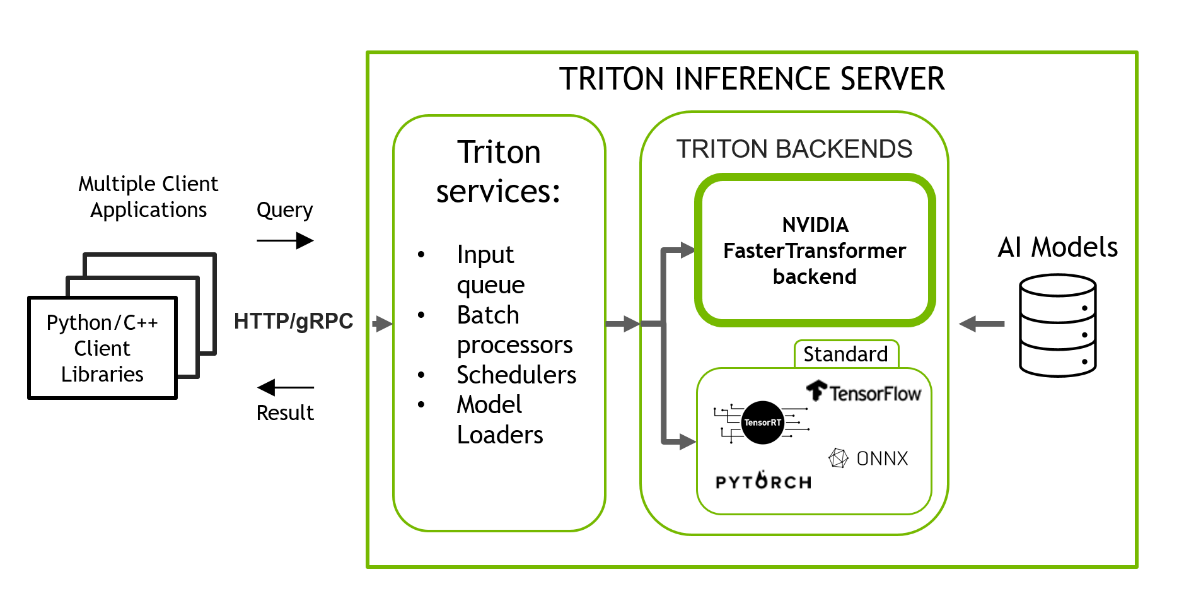 TRITON INFERENCE SERVER
Multiple Client
Applications
Query
Python/C++
Client
Libraries
HTTP/gRPC
Result
Triton
services:
• Input
queue
• Batch
processors
• Schedulers
• Model
Loaders
TRITON BACKENDS
NVIDIA
FasterTransformer
backend
Standard
TensorFlow
TensorRT
ONNX
PYTORCH
AI Models